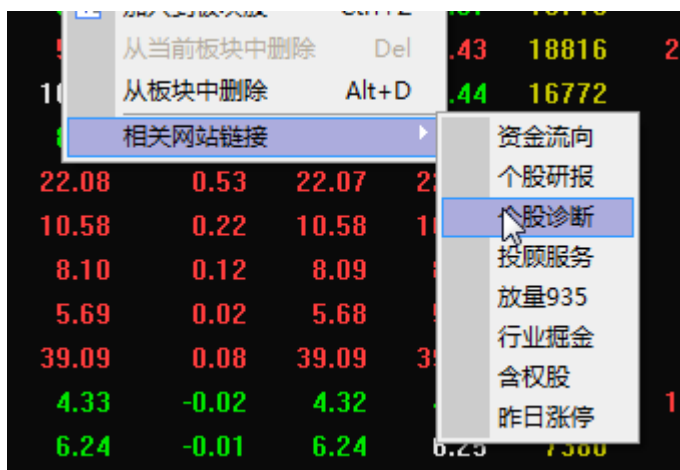 从当前板块中删除 Del .43 18816 2
从板块中删除 Alt+D .44 16772
相关网站链接
资金流向
个股研报
个股诊断
投顾服务
放量935
行业掘金
含权股
昨日涨停
22.08 0.53 22.07
10.58 0.22 10.58
8.10 0.12 8.09
5.69 0.02 5.68
39.09 0.08 39.09
4.33 -0.02 4.32
6.24 -0.01 6.24 6.25 7380